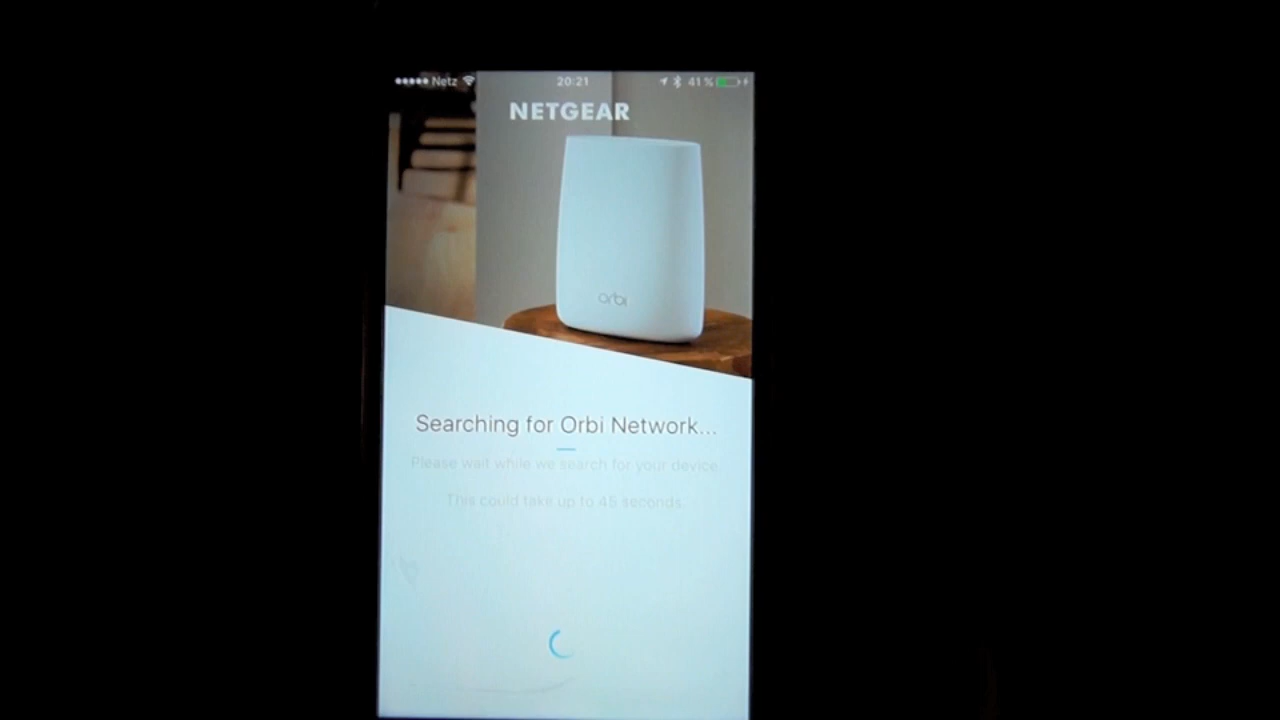 Netz 20:21 41 %
NETGEAR
orbi
Searching for Orbi Network...
Please wait while we search for your device
This could take up to 45 seconds.